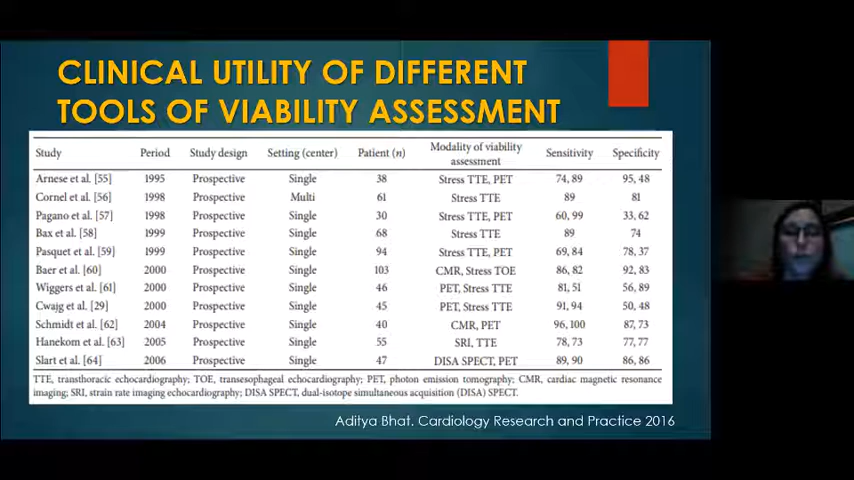 CLINICAL UTILITY OF DIFFERENT
TOOLS OF VIABILITY ASSESSMENT
Study Period Study design Setting (center) Patient (n) Modality of viability assessment Sensitivity Specificity
Arnese et al. [55] 1995 Prospective Single 38 Stress TTE, PET 74, 89 95, 48
Cornel et al. [56] 1998 Prospective Multi 61 Stress TTE 89 81
Pagano et al. [57] 1998 Prospective Single 30 Stress TTE, PET 60, 99 33, 62
Bax et al. [58] 1999 Prospective Single 68 Stress TTE 89 74
Pasquet et al. [59] 1999 Prospective Single 94 Stress TTE, PET 69, 84 78, 37
Baer et al. [60] 2000 Prospective Single 103 CMR, Stress TOE 86, 82 92, 83
Wiggers et al. [61] 2000 Prospective Single 46 PET, Stress TTE 81, 51 56, 89
Cwajg et al. [29] 2000 Prospective Single 45 PET, Stress TTE 91, 94 50, 48
Schmidt et al. [62] 2004 Prospective Single 40 CMR, PET 96, 100 87, 73
Hanekom et al. [63] 2005 Prospective Single 55 SRI, TTE 78, 73 77, 77
Slart et al. [64] 2006 Prospective Single 47 DISA SPECT, PET 89, 90 86, 86
TTE, transthoracic echocardiography; TOE, transesophageal echocardiography; PET, photon emission tomography; CMR, cardiac magnetic resonance
imaging; SRI, strain rate imaging echocardiography; DISA SPECT, dual-isotope simultaneous acquisition (DISA) SPECT.
Aditya Bhat. Cardiology Research and Practice 2016